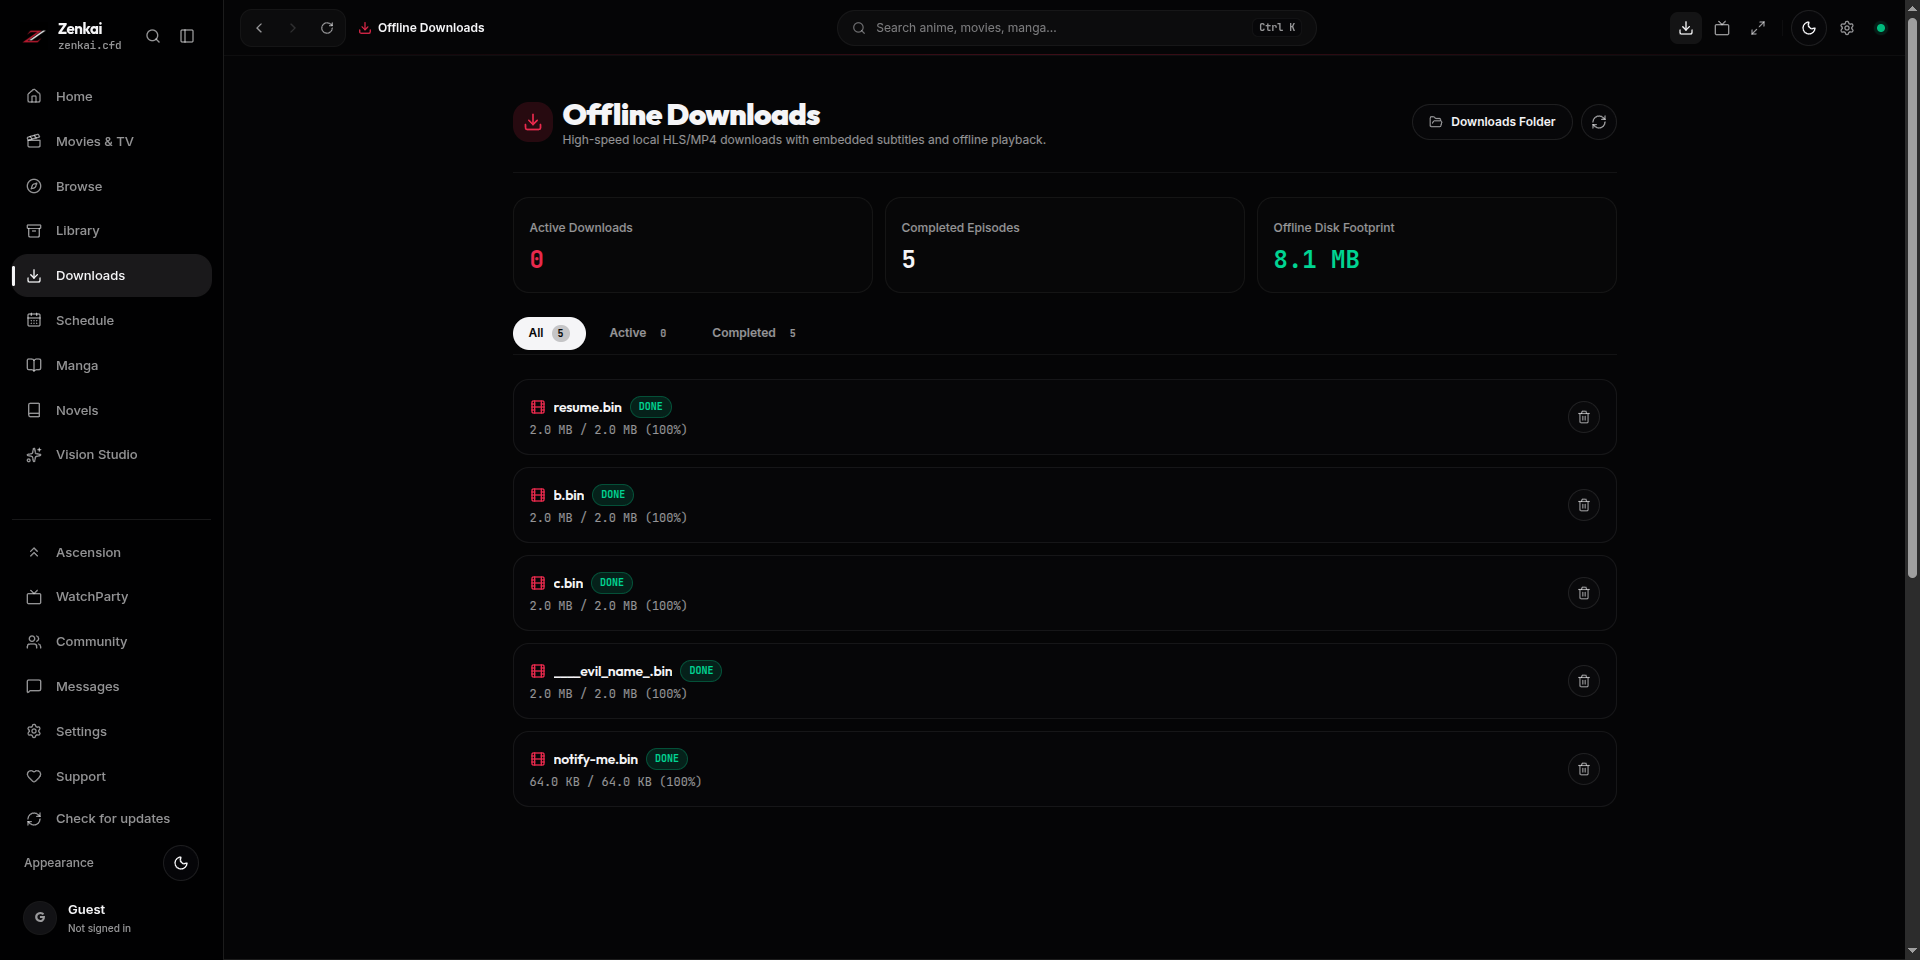 Zenkai
zenkai.cfd
Home
Movies & TV
Browse
Library
Downloads
Schedule
Manga
Novels
Vision Studio
Ascension
WatchParty
Community
Messages
Settings
Support
Check for updates
Appearance
G
Guest
Not signed in
Offline Downloads
Search anime, movies, manga...
Ctrl K
Offline Downloads
High-speed local HLS/MP4 downloads with embedded subtitles and offline playback.
Downloads Folder
Active Downloads
0
Completed Episodes
5
Offline Disk Footprint
8.1 MB
All 5
Active 0
Completed 5
resume.bin DONE
2.0 MB / 2.0 MB (100%)
b.bin DONE
2.0 MB / 2.0 MB (100%)
c.bin DONE
2.0 MB / 2.0 MB (100%)
____evil_name_.bin DONE
2.0 MB / 2.0 MB (100%)
notify-me.bin DONE
64.0 KB / 64.0 KB (100%)